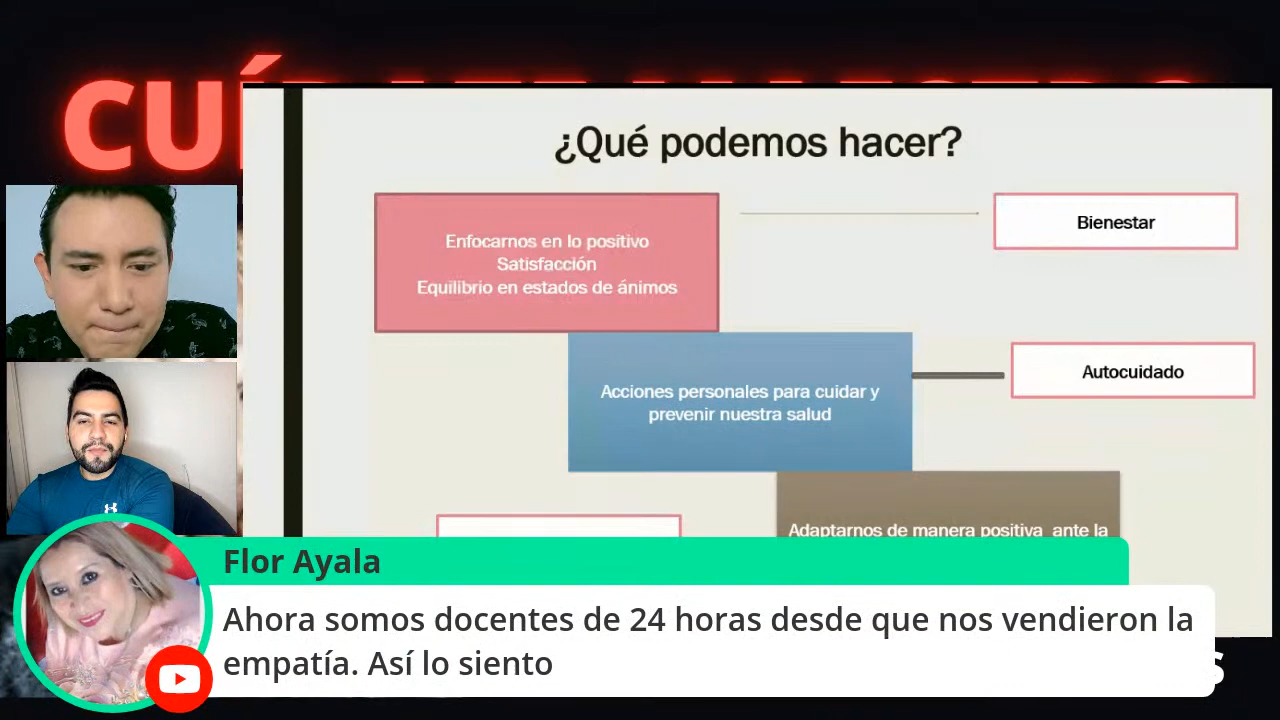 CUÍ
¿Qué podemos hacer?
Enfocarnos en lo positivo
Satisfacción
Equilibrio en estados de ánimos
Bienestar
Acciones personales para cuidar y
prevenir nuestra salud
Autocuidado
Adaptarnos de manera positiva ante la
Flor Ayala
Ahora somos docentes de 24 horas desde que nos vendieron la
empatía. Así lo siento